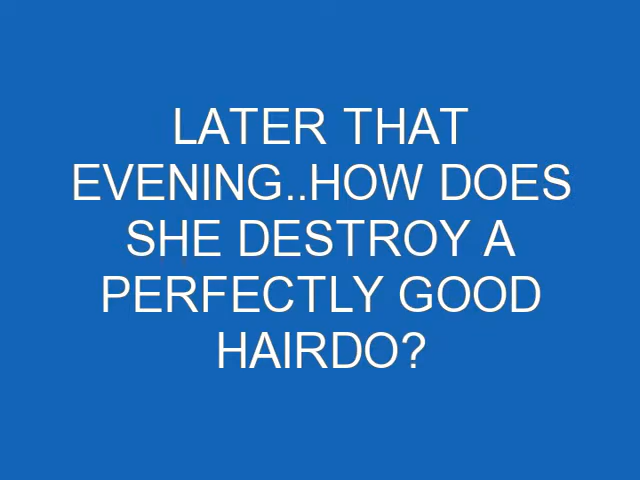 LATER THAT
EVENING..HOW DOES
SHE DESTROY A
PERFECTLY GOOD
HAIRDO?